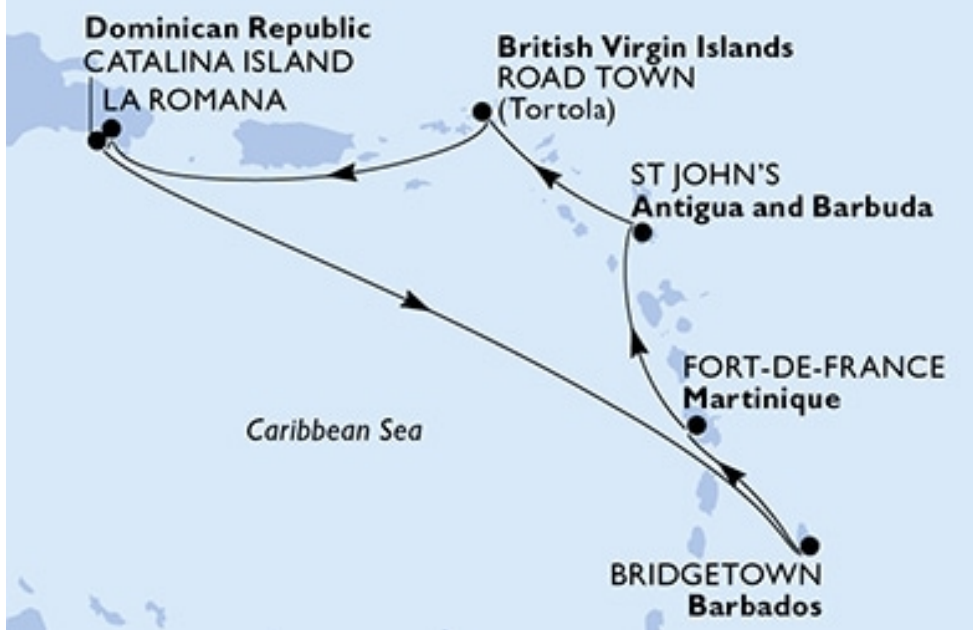 Dominican Republic
CATALINA ISLAND
LA ROMANA
British Virgin Islands
ROAD TOWN
(Tortola)
ST JOHN'S
Antigua and Barbuda
FORT-DE-FRANCE
Martinique
Caribbean Sea
BRIDGETOWN
Barbados